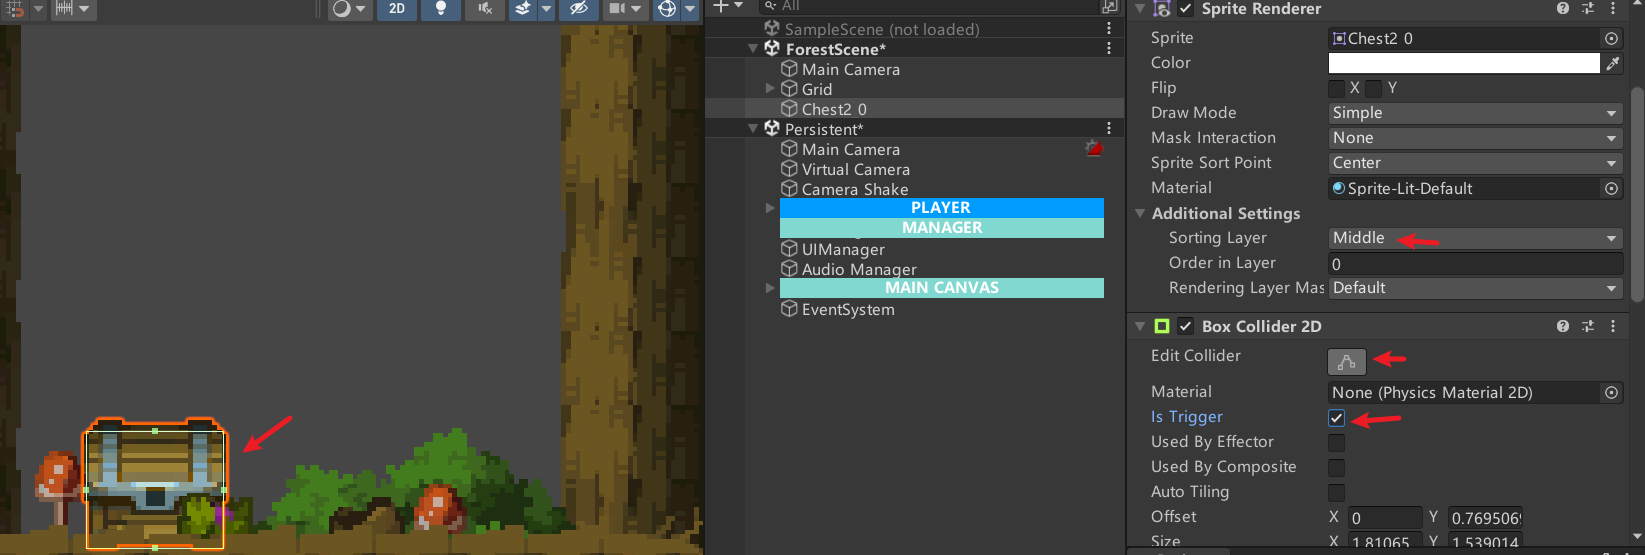 2D
All
SampleScene (not loaded)
ForestScene*
Main Camera
Grid
Chest2_0
Persistent*
Main Camera
Virtual Camera
Camera Shake
PLAYER
MANAGER
UIManager
Audio Manager
MAIN CANVAS
EventSystem
Sprite Renderer
Sprite Chest2_0
Color
Flip X Y
Draw Mode Simple
Mask Interaction None
Sprite Sort Point Center
Material Sprite-Lit-Default
Additional Settings
Sorting Layer Middle
Order in Layer 0
Rendering Layer Mas Default
Box Collider 2D
Edit Collider
Material None (Physics Material 2D)
Is Trigger
Used By Effector
Used By Composite
Auto Tiling
Offset X 0 Y 0.769506
Size X 1.81065 Y 1.539014